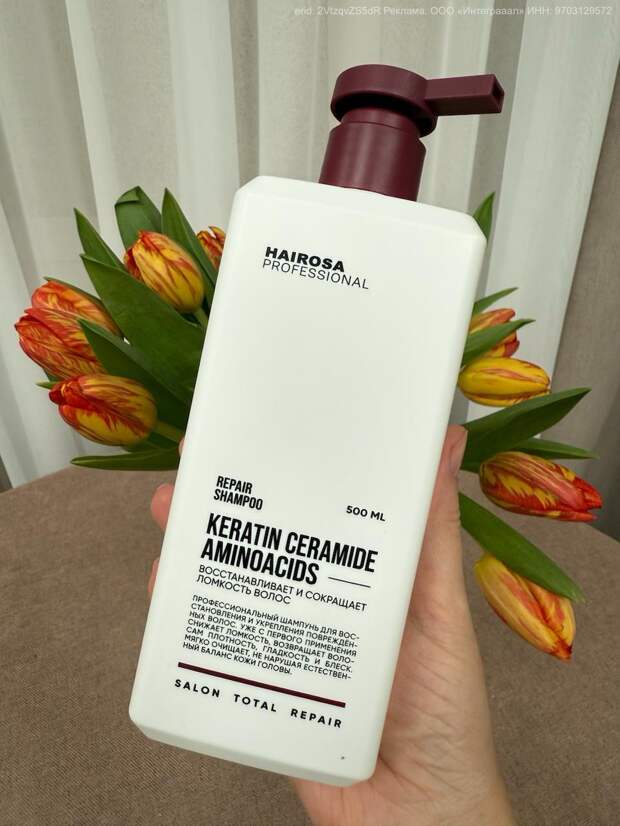 erid: 2VtzqvZS5dR Реклама. ООО «Интеграаал» ИНН: 9703129572
HAIROSA
PROFESSIONAL
REPAIR
SHAMPOO
500 ML
KERATIN CERAMIDE
AMINOACIDS
ВОССТАНАВЛИВАЕТ И СОКРАЩАЕТ
ЛОМКОСТЬ ВОЛОС
ПРОФЕССИОНАЛЬНЫЙ ШАМПУНЬ ДЛЯ ВОС-
СТАНОВЛЕНИЯ И УКРЕПЛЕНИЯ ПОВРЕЖДЕН-
НЫХ ВОЛОС. УЖЕ С ПЕРВОГО ПРИМЕНЕНИЯ
СНИЖАЕТ ЛОМКОСТЬ, ВОЗВРАЩАЕТ ВОЛО-
САМ ПЛОТНОСТЬ, ГЛАДКОСТЬ И БЛЕСК.
МЯГКО ОЧИЩАЕТ, НЕ НАРУШАЯ ЕСТЕСТВЕН-
НЫЙ БАЛАНС КОЖИ ГОЛОВЫ.
SALON TOTAL REPAIR